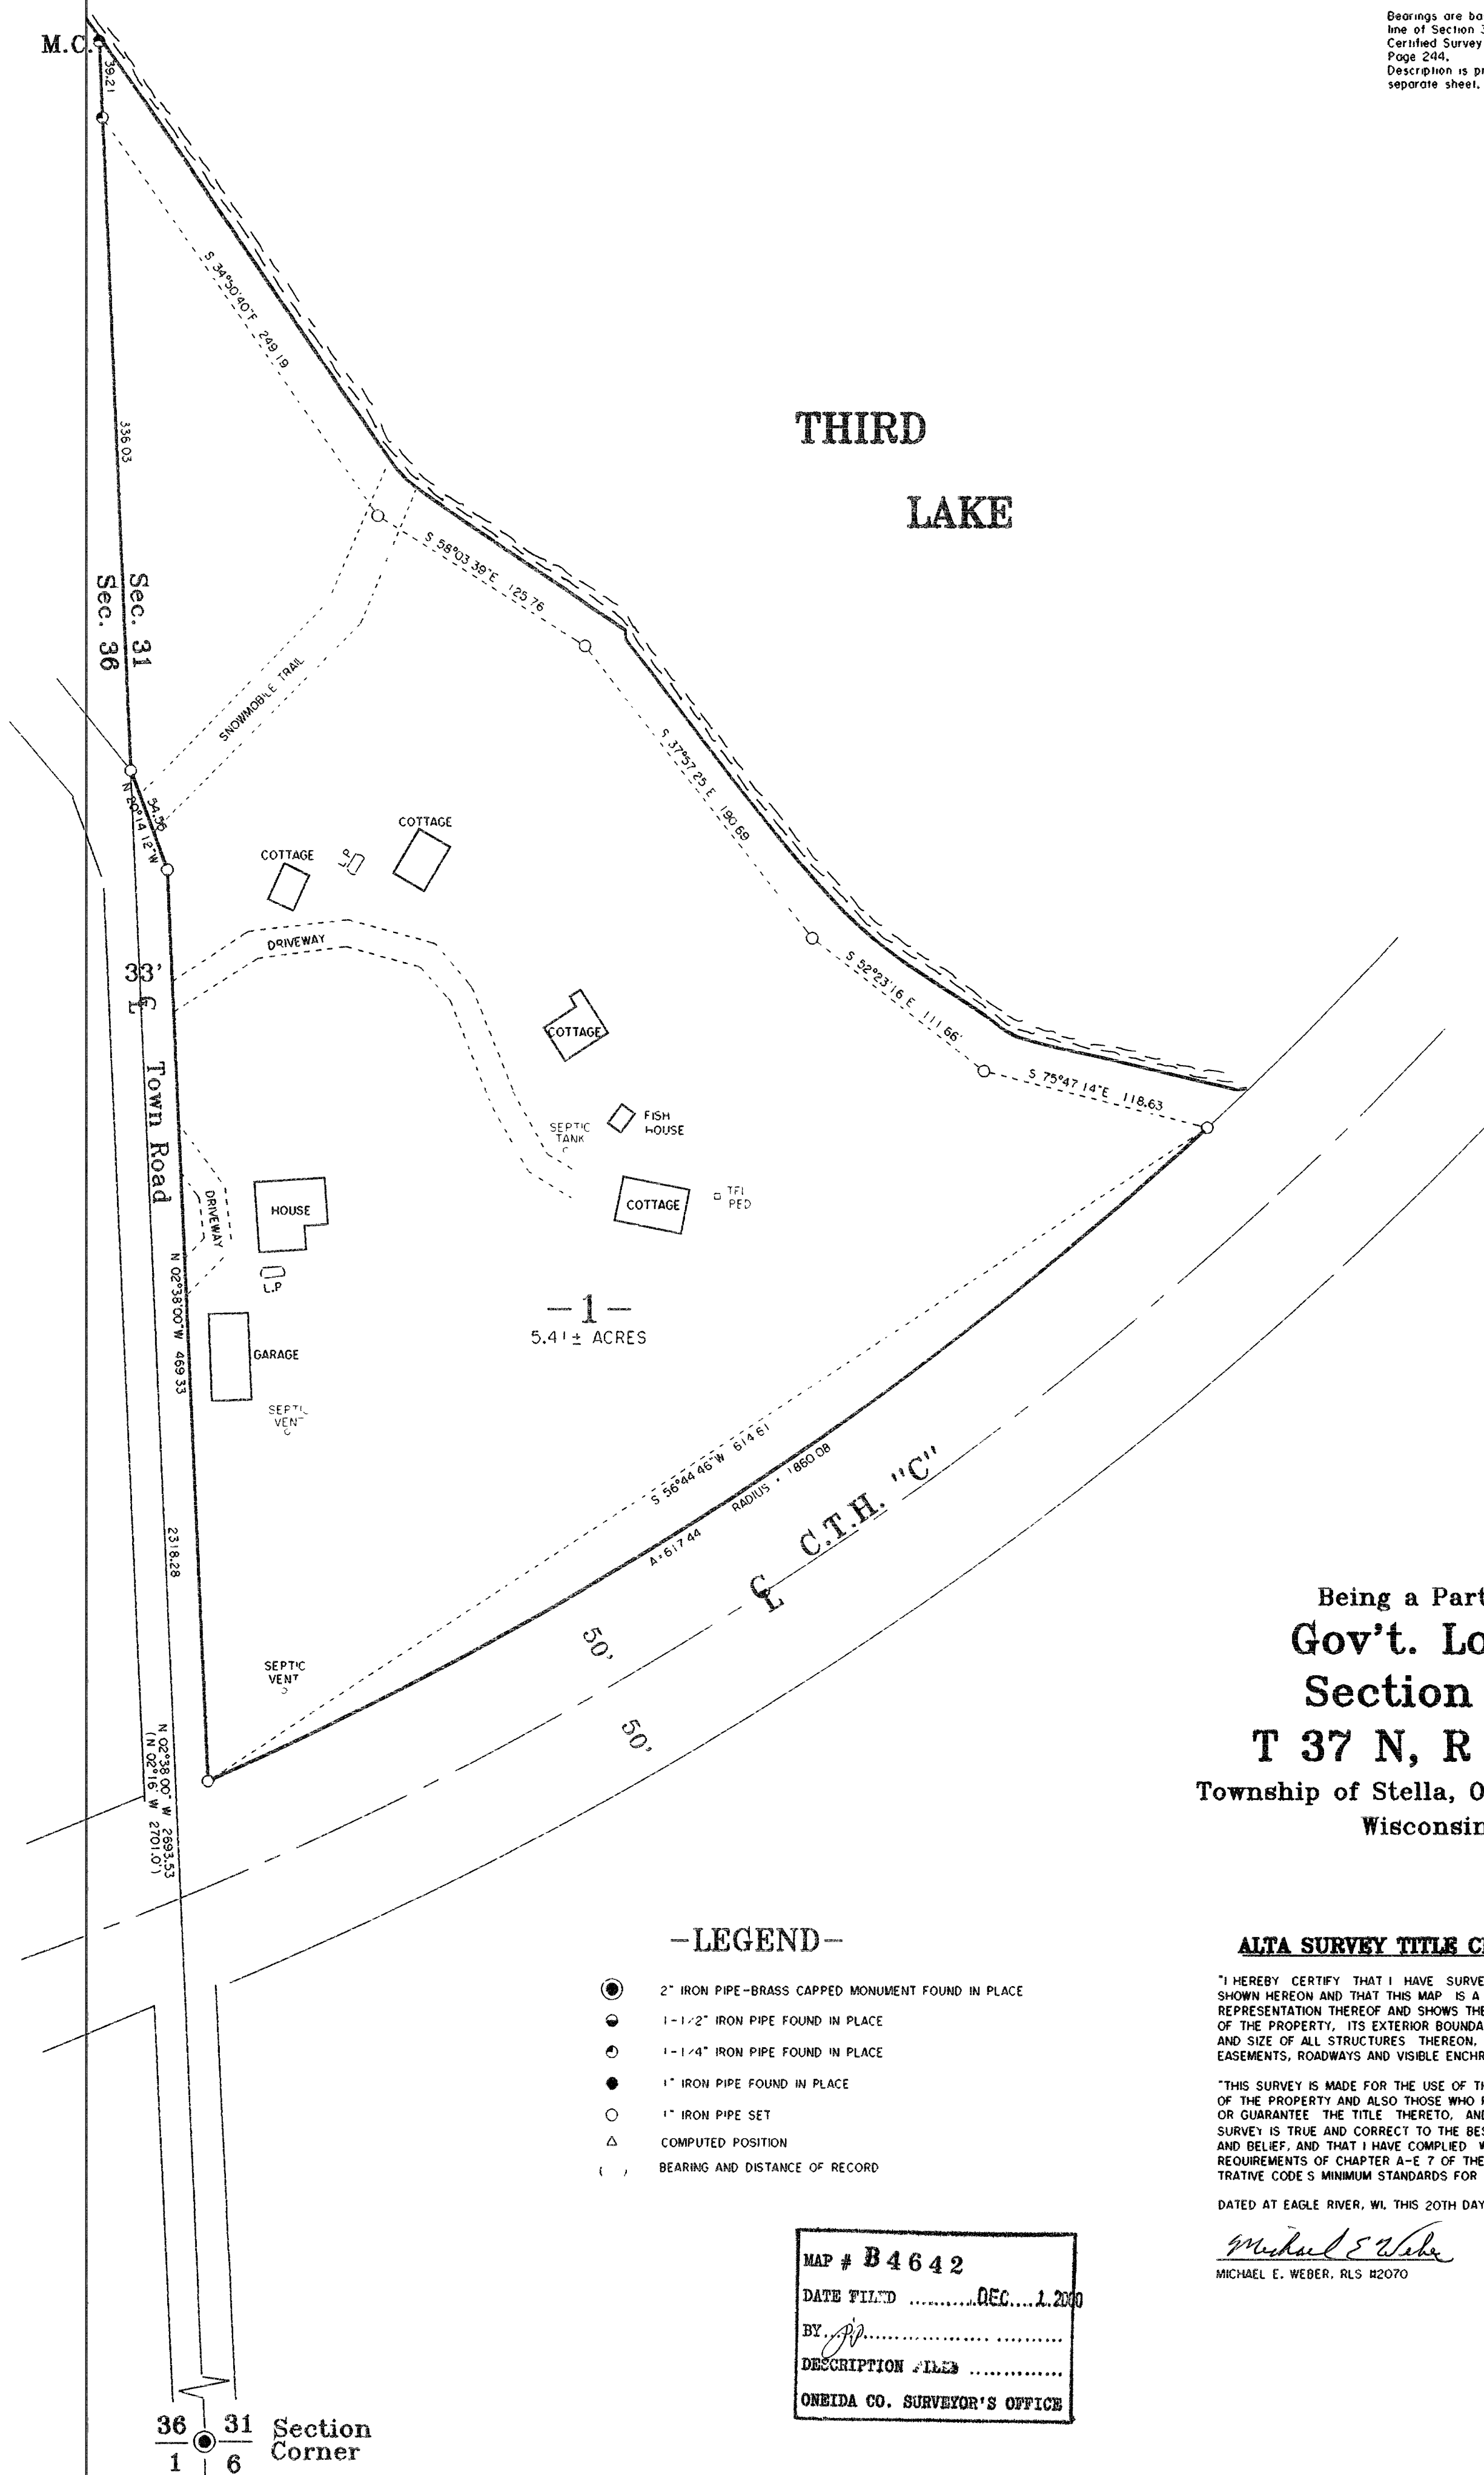 Bearings are ba
line of Section 3
Certified Survey
Page 244.
Description is pr
separate sheet.
M.C.
39.21
S 34°50'40"E 249.19
336.03
THIRD
LAKE
S 58°03'39"E 125.76
Sec. 31
Sec. 36
SNOWMOBILE TRAIL
S 37°57'25"E 190.69
54.56
N 20°14'12"W
COTTAGE
COTTAGE
L.P.
DRIVEWAY
S 52°23'16"E 111.66'
33'
℄
COTTAGE
S 75°47'14"E 118.63
Town Road
FISH
HOUSE
SEPTIC
TANK
DRIVEWAY
HOUSE
COTTAGE
TEL
PED
L.P.
N 02°38'00"W 469.33
-1-
5.41± ACRES
GARAGE
SEPTIC
VENT
S 56°44'46"W 614.61
RADIUS = 1860.08
A=617.44
℄ C.T.H. "C"
2318.28
50'
50'
SEPTIC
VENT
N 02°38'00" W 2693.53
(N 02°16' W 2701.0')
Being a Part
Gov't. Lo
Section
T 37 N, R
Township of Stella, O
Wisconsin
-LEGEND-
2" IRON PIPE-BRASS CAPPED MONUMENT FOUND IN PLACE
1-1/2" IRON PIPE FOUND IN PLACE
1-1/4" IRON PIPE FOUND IN PLACE
1" IRON PIPE FOUND IN PLACE
1" IRON PIPE SET
COMPUTED POSITION
( ) BEARING AND DISTANCE OF RECORD
ALTA SURVEY TITLE C
"I HEREBY CERTIFY THAT I HAVE SURVE
SHOWN HEREON AND THAT THIS MAP IS A
REPRESENTATION THEREOF AND SHOWS THE
OF THE PROPERTY, ITS EXTERIOR BOUNDA
AND SIZE OF ALL STRUCTURES THEREON,
EASEMENTS, ROADWAYS AND VISIBLE ENCHR
"THIS SURVEY IS MADE FOR THE USE OF TH
OF THE PROPERTY AND ALSO THOSE WHO
OR GUARANTEE THE TITLE THERETO, AND
SURVEY IS TRUE AND CORRECT TO THE BES
AND BELIEF, AND THAT I HAVE COMPLIED W
REQUIREMENTS OF CHAPTER A-E 7 OF THE
TRATIVE CODE S MINIMUM STANDARDS FOR
DATED AT EAGLE RIVER, WI. THIS 20TH DAY
Michael E Weber
MICHAEL E. WEBER, RLS #2070
MAP # B4642
DATE FILED ..........DEC....1.2000
BY
DESCRIPTION FILED ..............
ONEIDA CO. SURVEYOR'S OFFICE
36 31
1 6
Section
Corner